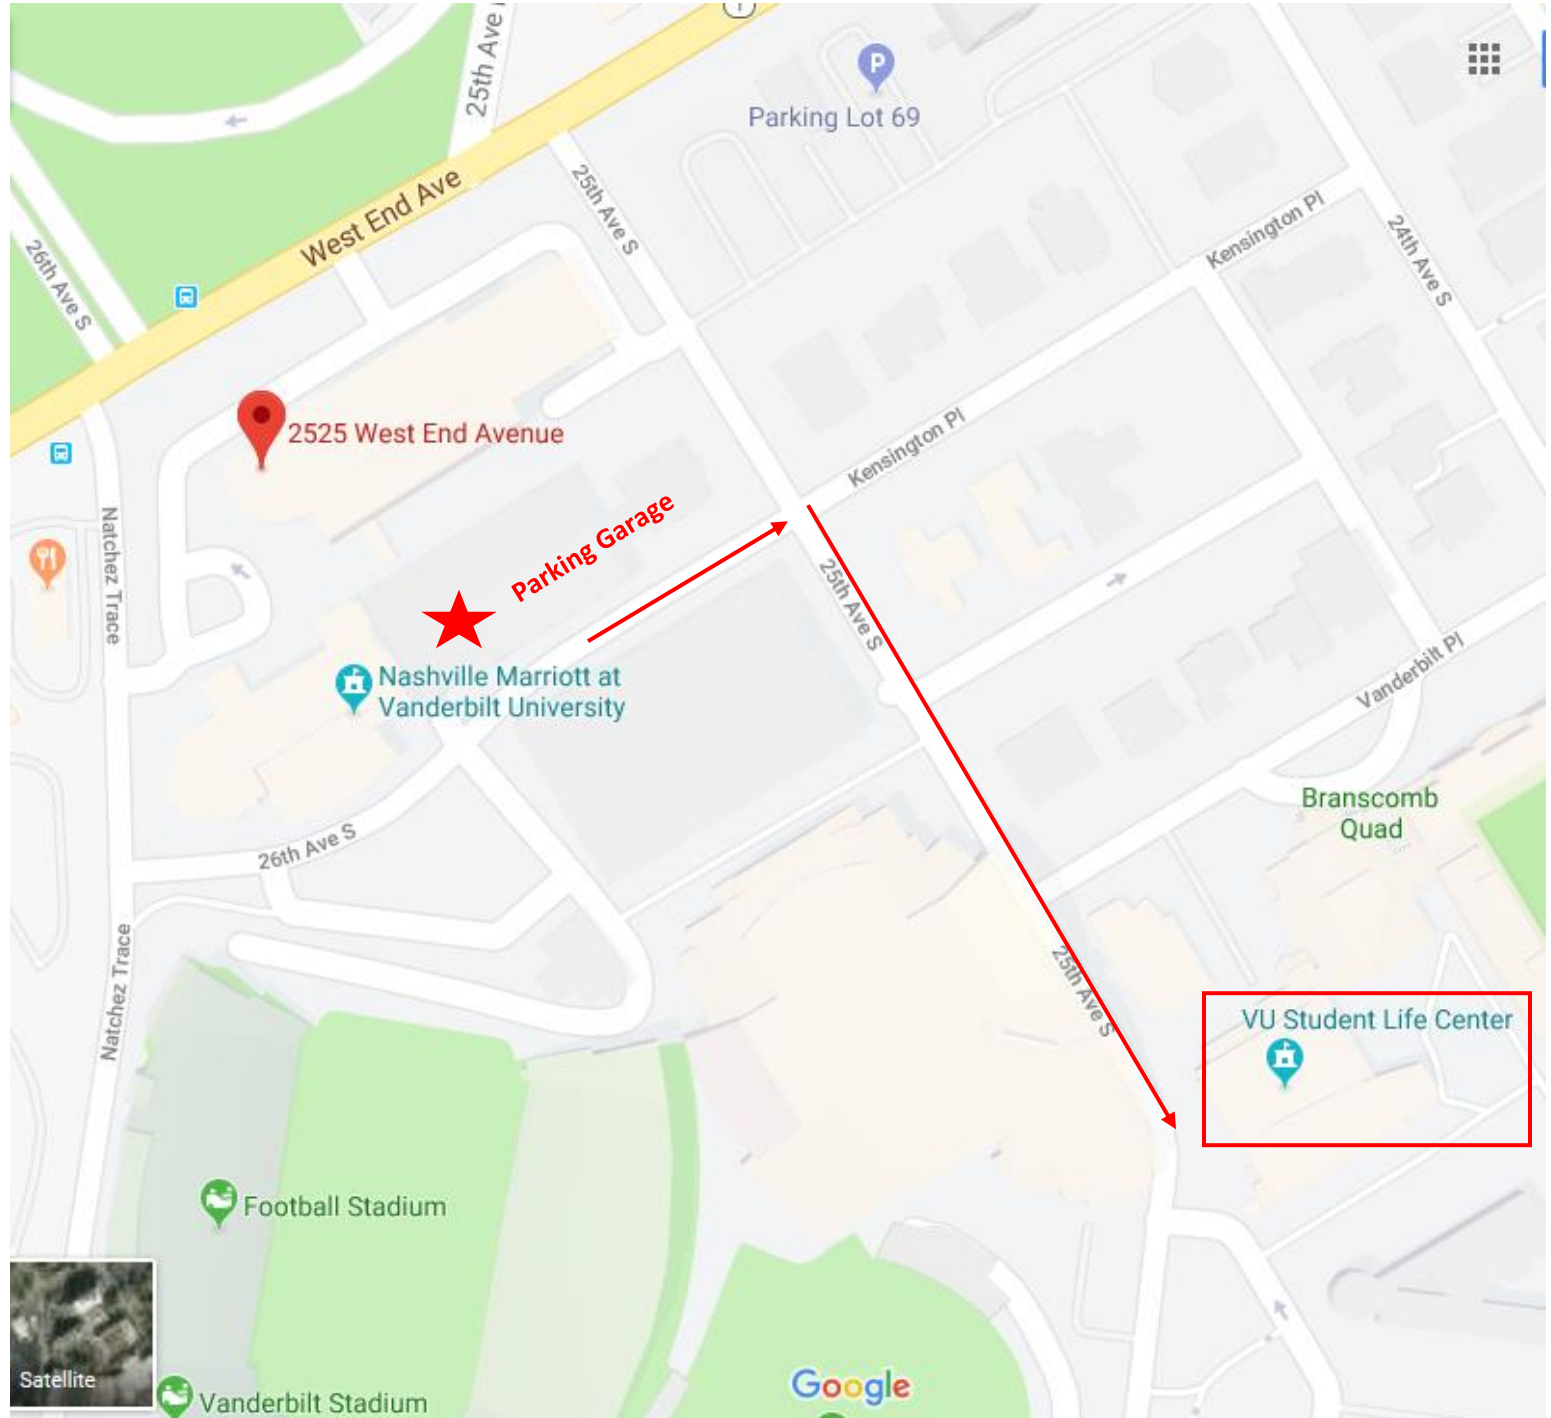 1
25th Ave
P
Parking Lot 69
West End Ave
25th Ave S
26th Ave S
Kensington Pl
24th Ave S
2525 West End Avenue
Kensington Pl
Parking Garage
Natchez Trace
25th Ave S
Nashville Marriott at
Vanderbilt University
Vanderbilt Pl
Branscomb
Quad
26th Ave S
Natchez Trace
25th Ave S
VU Student Life Center
Football Stadium
Satellite
Vanderbilt Stadium
Google